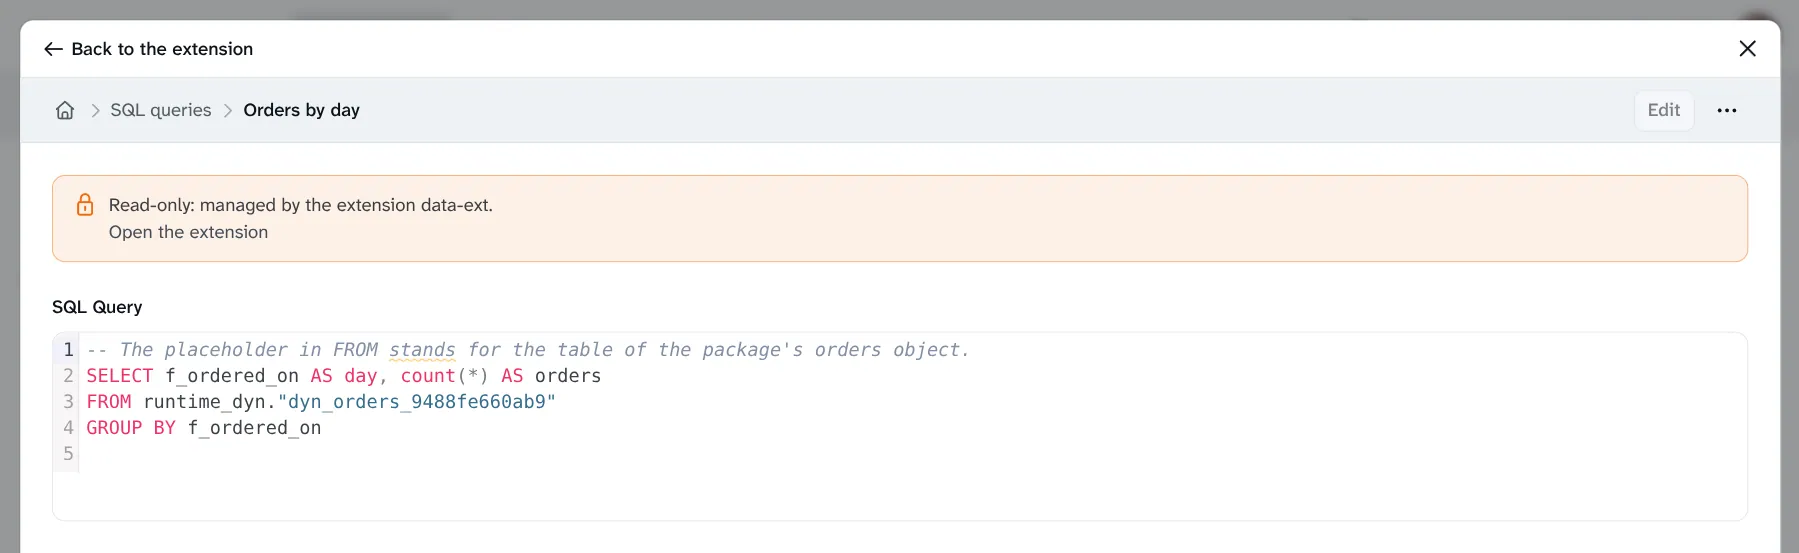 Back to the extension
SQL queries
Orders by day
Edit
Read-only: managed by the extension data-ext.
Open the extension
SQL Query
1 -- The placeholder in FROM stands for the table of the package's orders object.
2 SELECT f_ordered_on AS day, count(*) AS orders
3 FROM runtime_dyn."dyn_orders_9488fe660ab9"
4 GROUP BY f_ordered_on
5